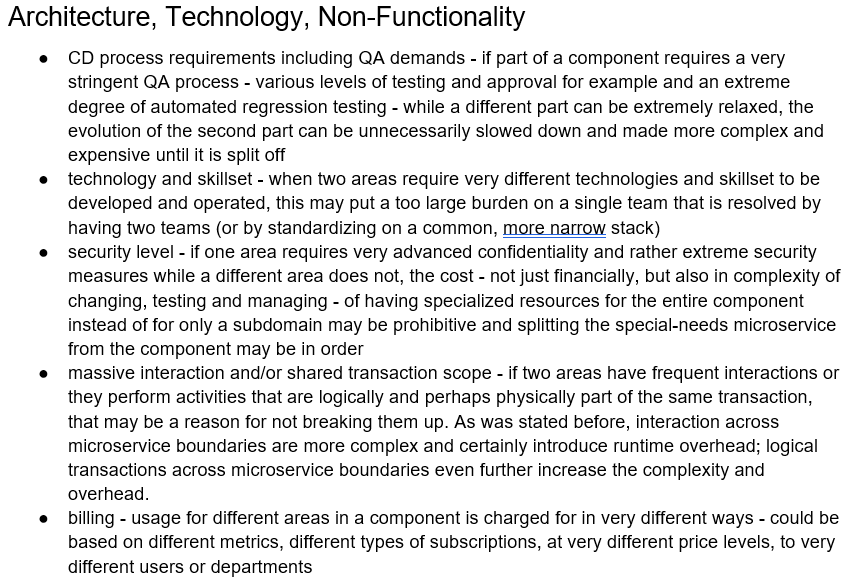 Architecture, Technology, Non-Functionality
● CD process requirements including QA demands - if part of a component requires a very
stringent QA process - various levels of testing and approval for example and an extreme
degree of automated regression testing - while a different part can be extremely relaxed, the
evolution of the second part can be unnecessarily slowed down and made more complex and
expensive until it is split off
● technology and skillset - when two areas require very different technologies and skillset to be
developed and operated, this may put a too large burden on a single team that is resolved by
having two teams (or by standardizing on a common, more narrow stack)
● security level - if one area requires very advanced confidentiality and rather extreme security
measures while a different area does not, the cost - not just financially, but also in complexity of
changing, testing and managing - of having specialized resources for the entire component
instead of for only a subdomain may be prohibitive and splitting the special-needs microservice
from the component may be in order
● massive interaction and/or shared transaction scope - if two areas have frequent interactions or
they perform activities that are logically and perhaps physically part of the same transaction,
that may be a reason for not breaking them up. As was stated before, interaction across
microservice boundaries are more complex and certainly introduce runtime overhead; logical
transactions across microservice boundaries even further increase the complexity and
overhead.
● billing - usage for different areas in a component is charged for in very different ways - could be
based on different metrics, different types of subscriptions, at very different price levels, to very
different users or departments